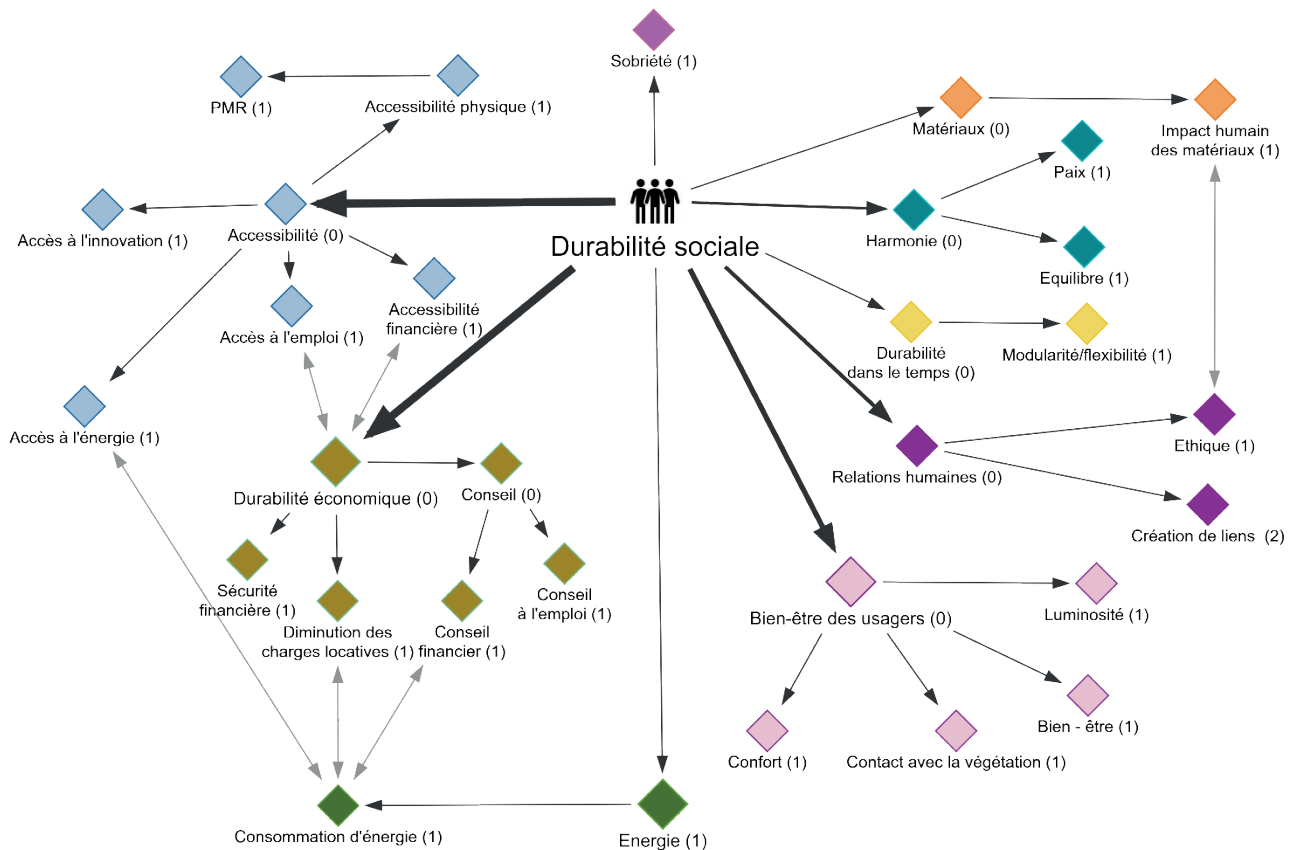 Sobriété (1)
PMR (1)
Accessibilité physique (1)
Matériaux (0)
Impact humain
des matériaux (1)
Paix (1)
Accès à l'innovation (1)
Accessibilité (0)
Durabilité sociale
Harmonie (0)
Equilibre (1)
Accessibilité
financière (1)
Accès à l'emploi (1)
Durabilité
dans le temps (0)
Modularité/flexibilité (1)
Accès à l'énergie (1)
Ethique (1)
Relations humaines (0)
Durabilité économique (0)
Conseil (0)
Création de liens (2)
Sécurité
financière (1)
Conseil
à l'emploi (1)
Diminution des
charges locatives (1)
Conseil
financier (1)
Bien-être des usagers (0)
Luminosité (1)
Bien - être (1)
Confort (1)
Contact avec la végétation (1)
Consommation d'énergie (1)
Energie (1)